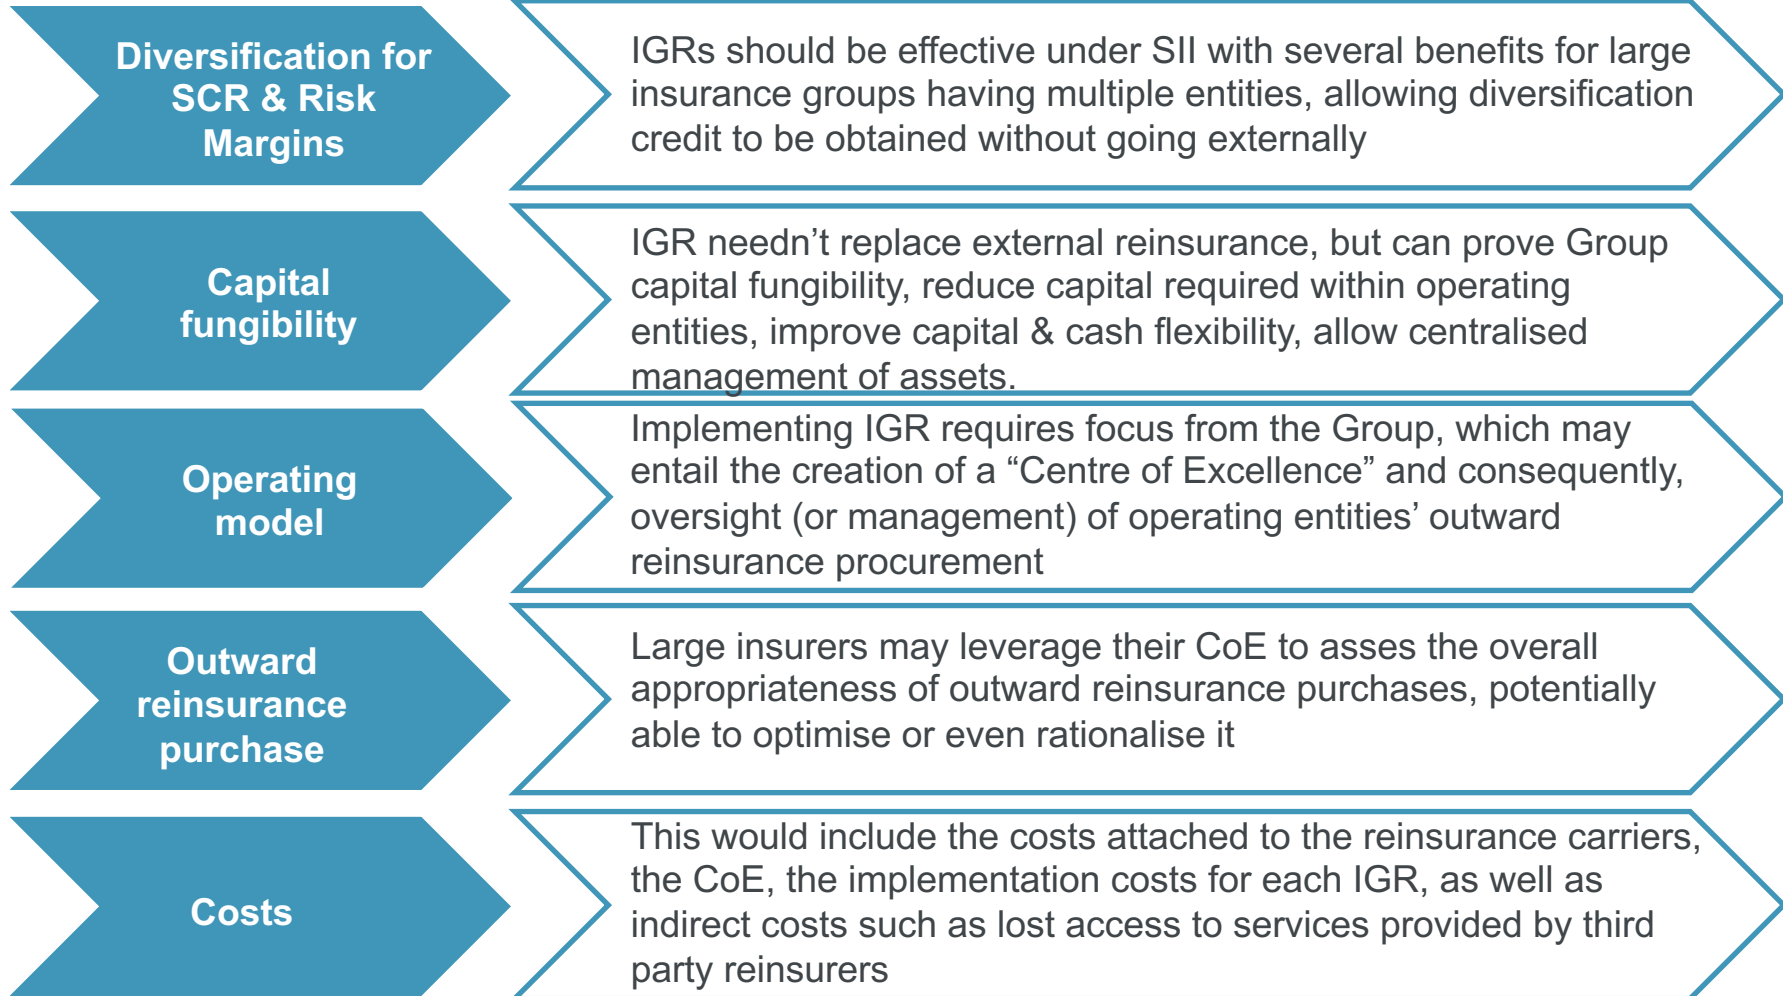 Diversification for
SCR & Risk
Margins
IGRs should be effective under SII with several benefits for large
insurance groups having multiple entities, allowing diversification
credit to be obtained without going externally
Capital
fungibility
IGR needn’t replace external reinsurance, but can prove Group
capital fungibility, reduce capital required within operating
entities, improve capital & cash flexibility, allow centralised
management of assets.
Operating
model
Implementing IGR requires focus from the Group, which may
entail the creation of a “Centre of Excellence” and consequently,
oversight (or management) of operating entities’ outward
reinsurance procurement
Outward
reinsurance
purchase
Large insurers may leverage their CoE to asses the overall
appropriateness of outward reinsurance purchases, potentially
able to optimise or even rationalise it
Costs
This would include the costs attached to the reinsurance carriers,
the CoE, the implementation costs for each IGR, as well as
indirect costs such as lost access to services provided by third
party reinsurers